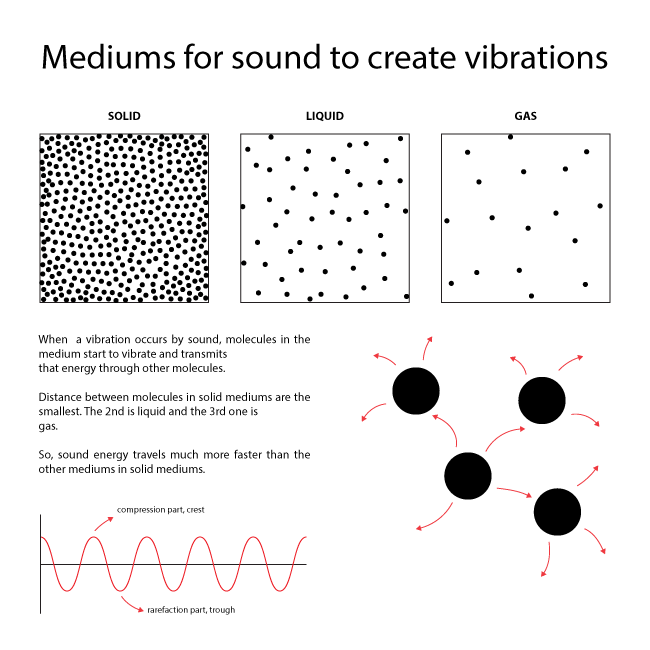 Mediums for sound to create vibrations
SOLID
LIQUID
GAS
When a vibration occurs by sound, molecules in the
medium start to vibrate and transmits
that energy through other molecules.
Distance between molecules in solid mediums are the
smallest. The 2nd is liquid and the 3rd one is
gas.
So, sound energy travels much more faster than the
other mediums in solid mediums.
compression part, crest
rarefaction part, trough